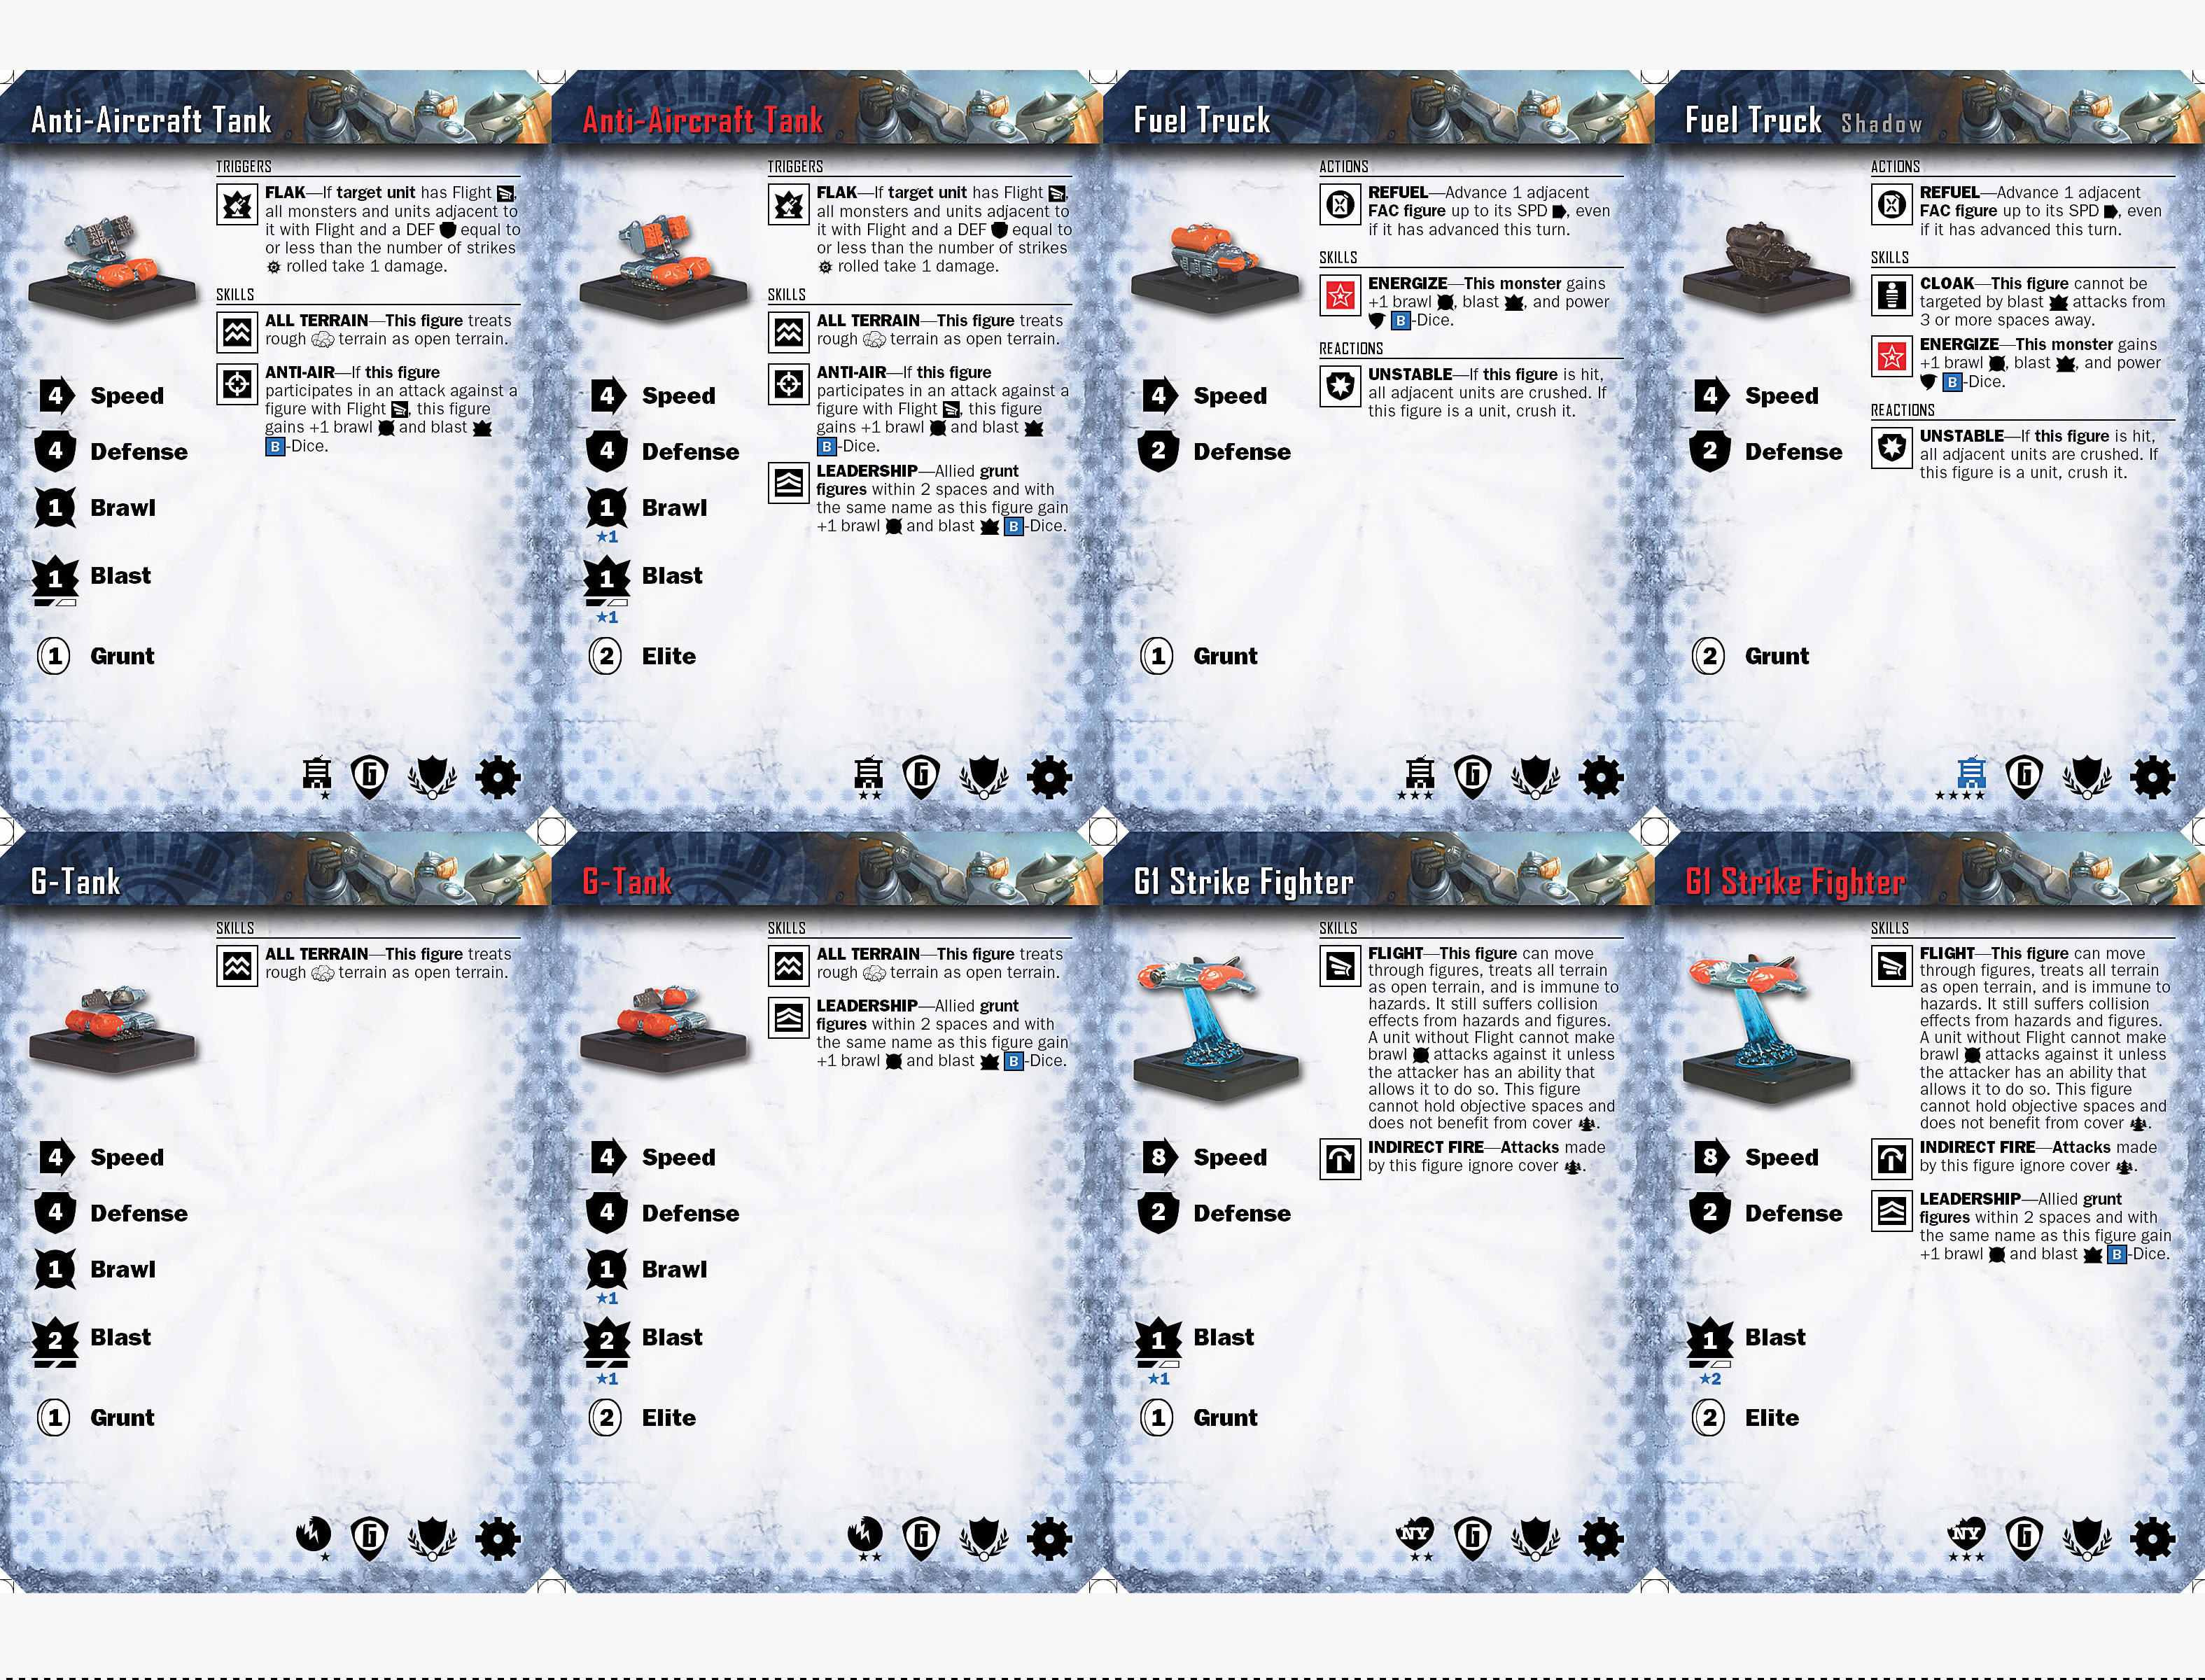 Anti-Aircraft Tank
TRIGGERS
FLAK—If target unit has Flight ,
all monsters and units adjacent to
it with Flight and a DEF equal to
or less than the number of strikes
rolled take 1 damage.
SKILLS
ALL TERRAIN—This figure treats
rough terrain as open terrain.
ANTI-AIR—If this figure
participates in an attack against a
figure with Flight , this figure
gains +1 brawl and blast
B-Dice.
4 Speed
4 Defense
1 Brawl
1 Blast
1 Grunt
★
G
Anti-Aircraft Tank
TRIGGERS
FLAK—If target unit has Flight ,
all monsters and units adjacent to
it with Flight and a DEF equal to
or less than the number of strikes
rolled take 1 damage.
SKILLS
ALL TERRAIN—This figure treats
rough terrain as open terrain.
ANTI-AIR—If this figure
participates in an attack against a
figure with Flight , this figure
gains +1 brawl and blast
B-Dice.
LEADERSHIP—Allied grunt
figures within 2 spaces and with
the same name as this figure gain
+1 brawl and blast B-Dice.
4 Speed
4 Defense
1 Brawl
★1
1 Blast
★1
2 Elite
★★
G
Fuel Truck
ACTIONS
REFUEL—Advance 1 adjacent
FAC figure up to its SPD , even
if it has advanced this turn.
SKILLS
ENERGIZE—This monster gains
+1 brawl , blast , and power
B-Dice.
REACTIONS
UNSTABLE—If this figure is hit,
all adjacent units are crushed. If
this figure is a unit, crush it.
4 Speed
2 Defense
1 Grunt
★★★
G
Fuel Truck Shadow
ACTIONS
REFUEL—Advance 1 adjacent
FAC figure up to its SPD , even
if it has advanced this turn.
SKILLS
CLOAK—This figure cannot be
targeted by blast attacks from
3 or more spaces away.
ENERGIZE—This monster gains
+1 brawl , blast , and power
B-Dice.
REACTIONS
UNSTABLE—If this figure is hit,
all adjacent units are crushed. If
this figure is a unit, crush it.
4 Speed
2 Defense
2 Grunt
★★★★
G
G-Tank
SKILLS
ALL TERRAIN—This figure treats
rough terrain as open terrain.
4 Speed
4 Defense
1 Brawl
2 Blast
1 Grunt
★
G
G-Tank
SKILLS
ALL TERRAIN—This figure treats
rough terrain as open terrain.
LEADERSHIP—Allied grunt
figures within 2 spaces and with
the same name as this figure gain
+1 brawl and blast B-Dice.
4 Speed
4 Defense
1 Brawl
★1
2 Blast
★1
2 Elite
★★
G
G1 Strike Fighter
SKILLS
FLIGHT—This figure can move
through figures, treats all terrain
as open terrain, and is immune to
hazards. It still suffers collision
effects from hazards and figures.
A unit without Flight cannot make
brawl attacks against it unless
the attacker has an ability that
allows it to do so. This figure
cannot hold objective spaces and
does not benefit from cover .
INDIRECT FIRE—Attacks made
by this figure ignore cover .
8 Speed
2 Defense
1 Blast
★1
1 Grunt
NY
★★
G
G1 Strike Fighter
SKILLS
FLIGHT—This figure can move
through figures, treats all terrain
as open terrain, and is immune to
hazards. It still suffers collision
effects from hazards and figures.
A unit without Flight cannot make
brawl attacks against it unless
the attacker has an ability that
allows it to do so. This figure
cannot hold objective spaces and
does not benefit from cover .
INDIRECT FIRE—Attacks made
by this figure ignore cover .
LEADERSHIP—Allied grunt
figures within 2 spaces and with
the same name as this figure gain
+1 brawl and blast B-Dice.
8 Speed
2 Defense
1 Blast
★2
2 Elite
NY
★★★
G